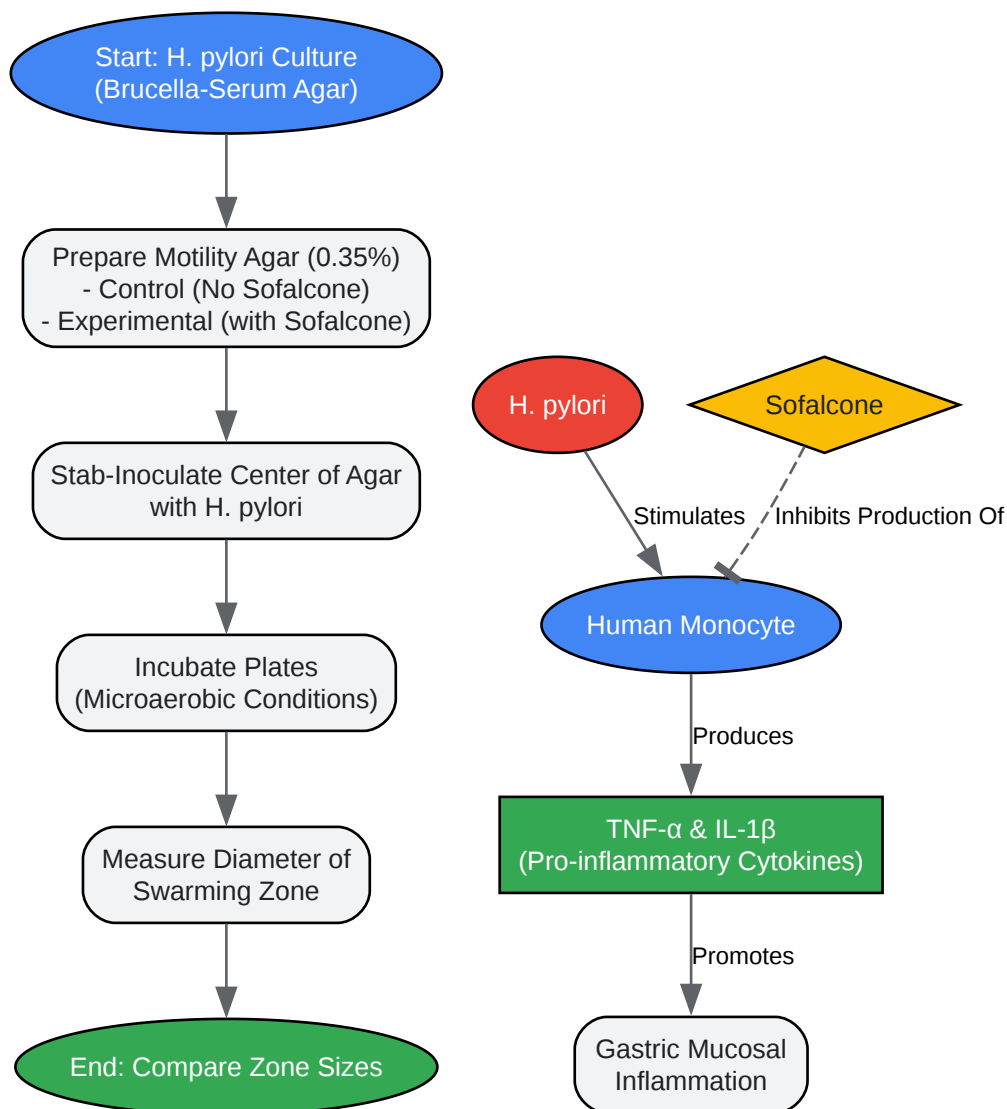 Start: H. pylori Culture
(Brucella-Serum Agar)
Prepare Motility Agar (0.35%)
- Control (No Sofalcone)
- Experimental (with Sofalcone)
Stab-Inoculate Center of Agar
with H. pylori
Incubate Plates
(Microaerobic Conditions)
Measure Diameter of
Swarming Zone
End: Compare Zone Sizes
H. pylori
Sofalcone
Stimulates
Inhibits Production Of
Human Monocyte
Produces
TNF-α & IL-1β
(Pro-inflammatory Cytokines)
Promotes
Gastric Mucosal
Inflammation